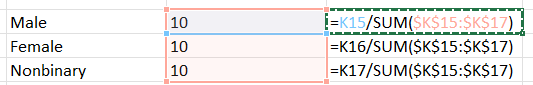 Male 10 =K15/SUM($K$15:$K$17)
Female 10 =K16/SUM($K$15:$K$17)
Nonbinary 10 =K17/SUM($K$15:$K$17)